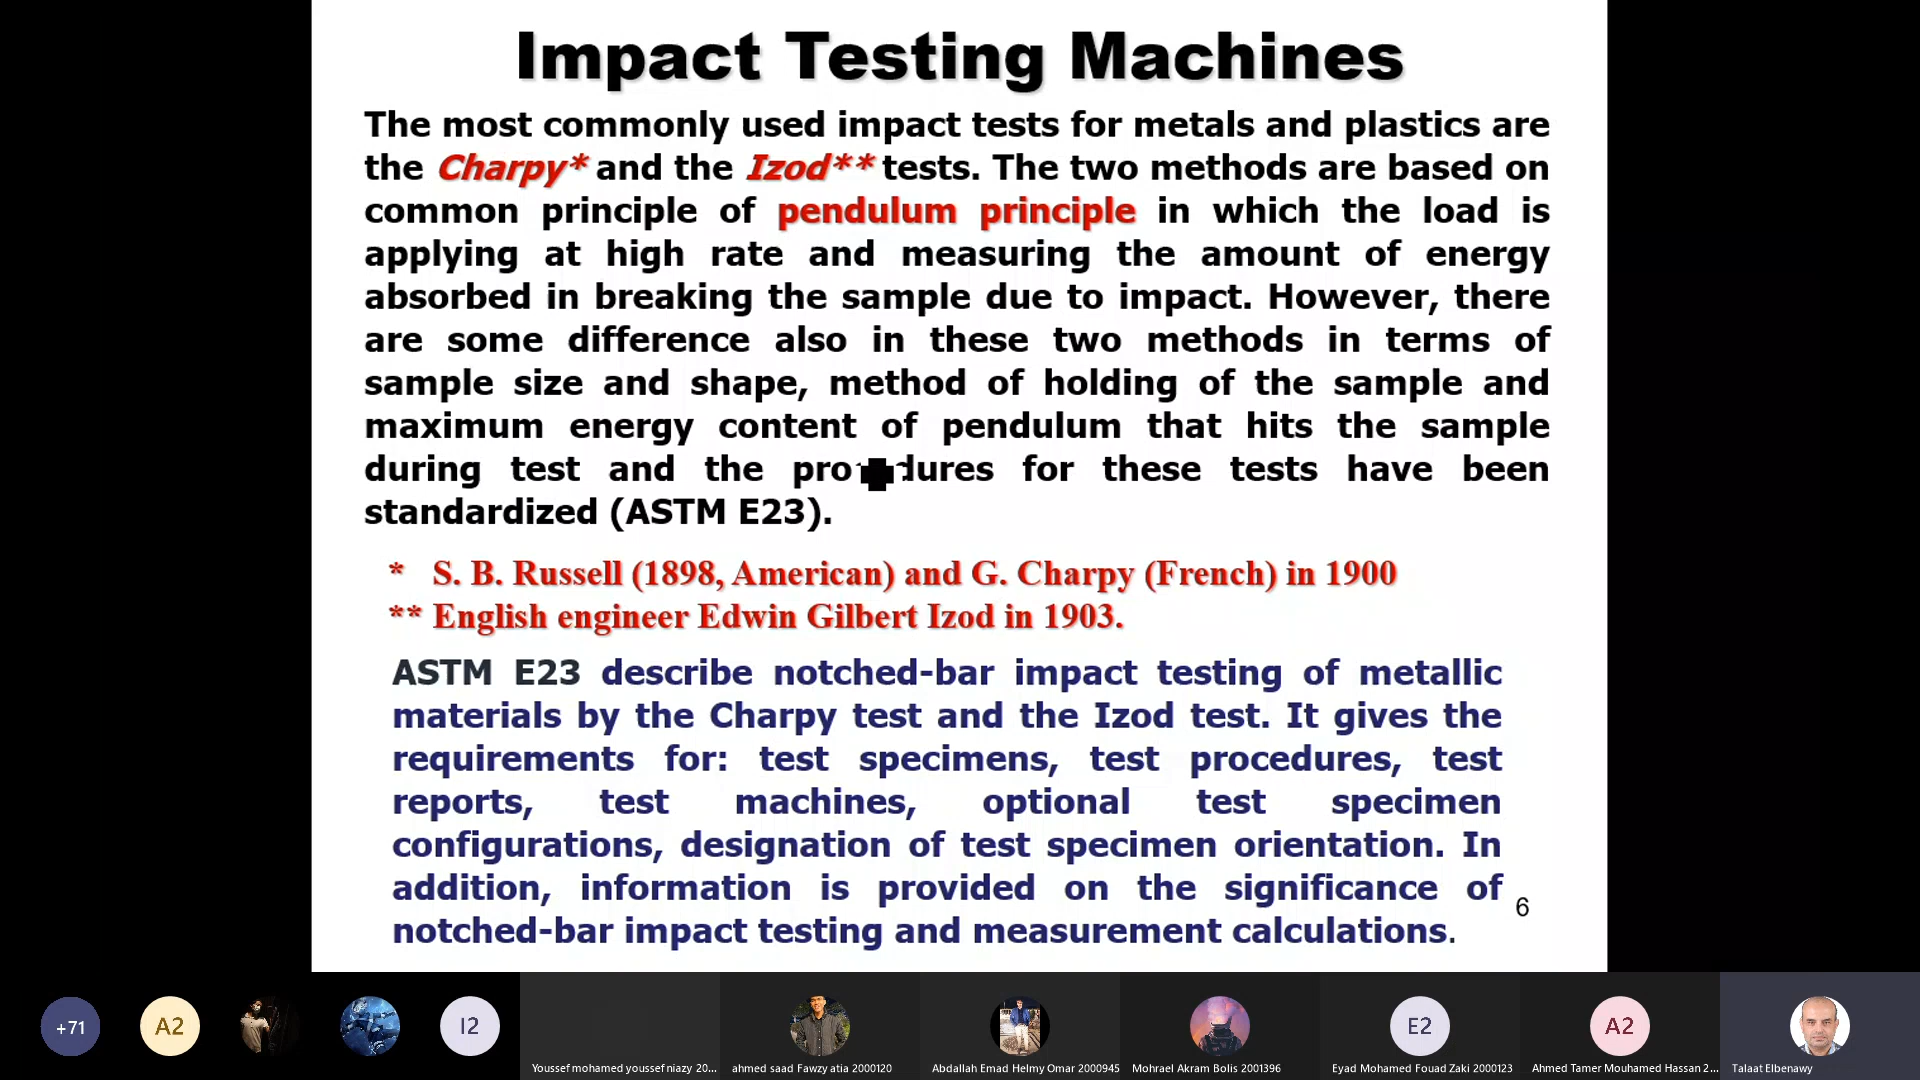 Impact Testing Machines
The most commonly used impact tests for metals and plastics are
the Charpy* and the Izod** tests. The two methods are based on
common principle of pendulum principle in which the load is
applying at high rate and measuring the amount of energy
absorbed in breaking the sample due to impact. However, there
are some difference also in these two methods in terms of
sample size and shape, method of holding of the sample and
maximum energy content of pendulum that hits the sample
during test and the procedures for these tests have been
standardized (ASTM E23).
* S. B. Russell (1898, American) and G. Charpy (French) in 1900
** English engineer Edwin Gilbert Izod in 1903.
ASTM E23 describe notched-bar impact testing of metallic
materials by the Charpy test and the Izod test. It gives the
requirements for: test specimens, test procedures, test
reports, test machines, optional test specimen
configurations, designation of test specimen orientation. In
addition, information is provided on the significance of
notched-bar impact testing and measurement calculations.
6
+71
A2
I2
E2
A2
Youssef mohamed youssef niazy 20...
ahmed saad Fawzy atia 2000120
Abdallah Emad Helmy Omar 2000945
Mohrael Akram Bolis 2001396
Eyad Mohamed Fouad Zaki 2000123
Ahmed Tamer Mouhamed Hassan 2...
Talaat Elbenawy